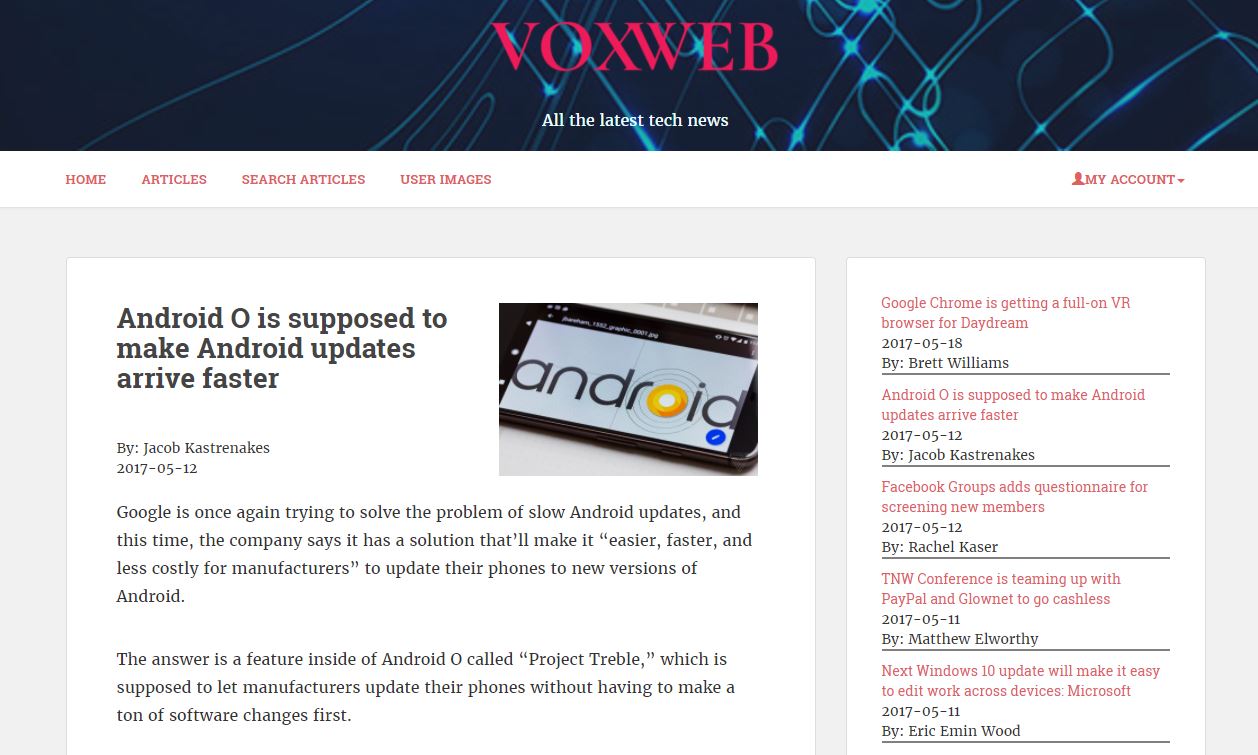 VOXWEB
All the latest tech news
HOME ARTICLES SEARCH ARTICLES USER IMAGES MY ACCOUNT
Android O is supposed to
make Android updates
arrive faster
By: Jacob Kastrenakes
2017-05-12
jbareham_1552_graphic_0001.jpg
android
Google is once again trying to solve the problem of slow Android updates, and
this time, the company says it has a solution that’ll make it “easier, faster, and
less costly for manufacturers” to update their phones to new versions of
Android.
The answer is a feature inside of Android O called “Project Treble,” which is
supposed to let manufacturers update their phones without having to make a
ton of software changes first.
Google Chrome is getting a full-on VR
browser for Daydream
2017-05-18
By: Brett Williams
Android O is supposed to make Android
updates arrive faster
2017-05-12
By: Jacob Kastrenakes
Facebook Groups adds questionnaire for
screening new members
2017-05-12
By: Rachel Kaser
TNW Conference is teaming up with
PayPal and Glownet to go cashless
2017-05-11
By: Matthew Elworthy
Next Windows 10 update will make it easy
to edit work across devices: Microsoft
2017-05-11
By: Eric Emin Wood